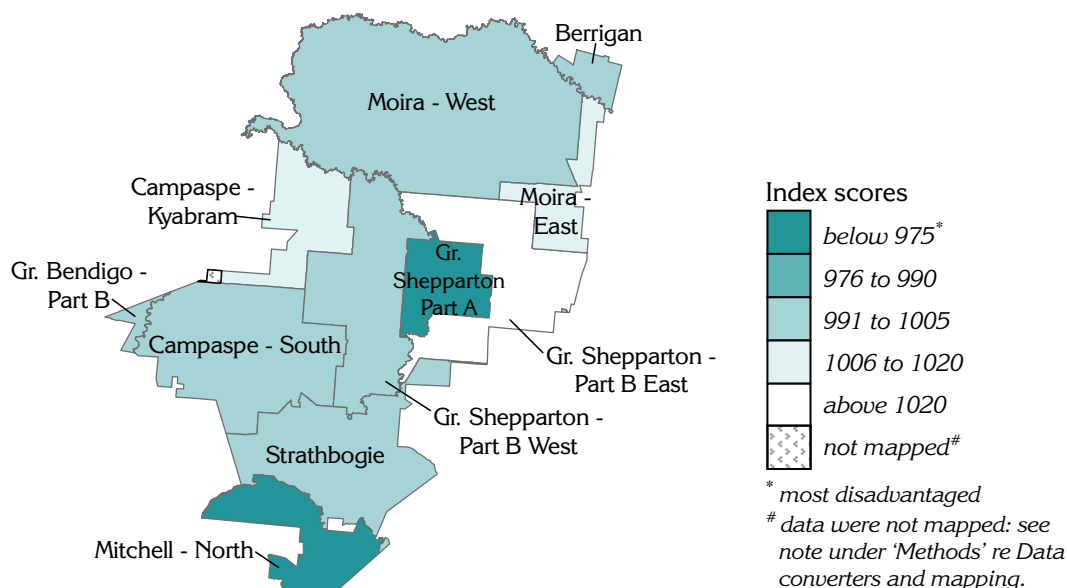 Berrigan
Moira - West
Campaspe -
Kyabram
Moira -
East
Gr. Bendigo -
Part B
Gr.
Shepparton
Part A
Campaspe - South
Gr. Shepparton -
Part B East
Gr. Shepparton -
Part B West
Strathbogie
Mitchell - North
Index scores
below 975*
976 to 990
991 to 1005
1006 to 1020
above 1020
not mapped#
* most disadvantaged
# data were not mapped: see
note under 'Methods' re Data
converters and mapping.